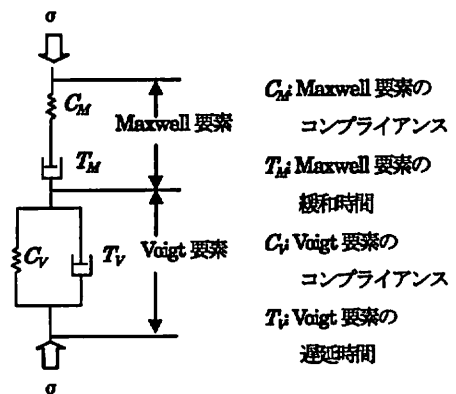 σ
C_M
Maxwell 要素
T_M
C_V
T_V
Voigt 要素
σ
C_M: Maxwell 要素の
コンプライアンス
T_M: Maxwell 要素の
緩和時間
C_V: Voigt 要素の
コンプライアンス
T_V: Voigt 要素の
遅延時間